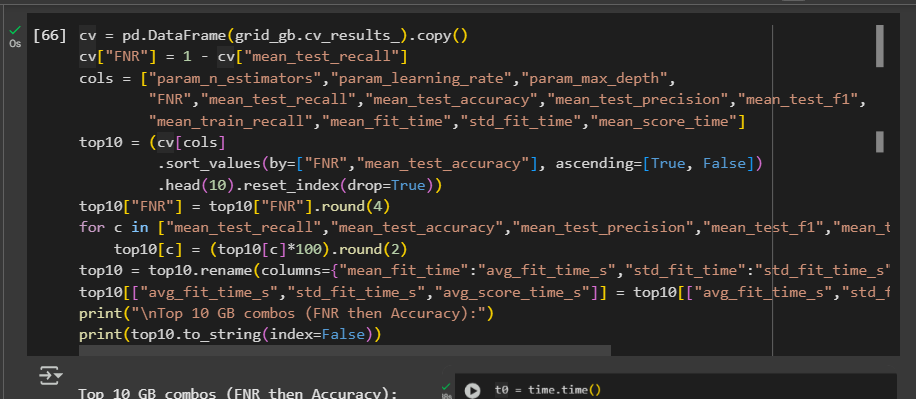 [66] cv = pd.DataFrame(grid_gb.cv_results_).copy()
0s
cv["FNR"] = 1 - cv["mean_test_recall"]
cols = ["param_n_estimators","param_learning_rate","param_max_depth",
"FNR","mean_test_recall","mean_test_accuracy","mean_test_precision","mean_test_f1",
"mean_train_recall","mean_fit_time","std_fit_time","mean_score_time"]
top10 = (cv[cols]
.sort_values(by=["FNR","mean_test_accuracy"], ascending=[True, False])
.head(10).reset_index(drop=True))
top10["FNR"] = top10["FNR"].round(4)
for c in ["mean_test_recall","mean_test_accuracy","mean_test_precision","mean_test_f1","mean_t
top10[c] = (top10[c]*100).round(2)
top10 = top10.rename(columns={"mean_fit_time":"avg_fit_time_s","std_fit_time":"std_fit_time_s"
top10[["avg_fit_time_s","std_fit_time_s","avg_score_time_s"]] = top10[["avg_fit_time_s","std_f
print("\nTop 10 GB combos (FNR then Accuracy):")
print(top10.to_string(index=False))
Top 10 GB combos (FNR then Accuracy):
t0 = time.time()